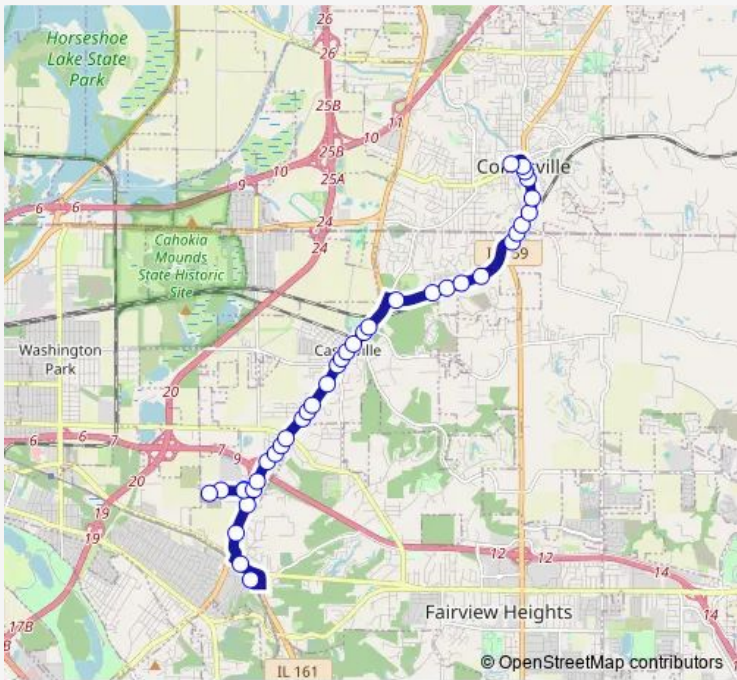 26
Horseshoe
Lake State
Park
26
11
25B
10
25B
10
25A
9
6
6
24
24
Cahokia
Mounds
State Historic
Site
Washington
Park
20
6
6
7
7
9
20
19
19
17B
12
12
14
14
Fairview Heights
IL 161
© OpenStreetMap contributors